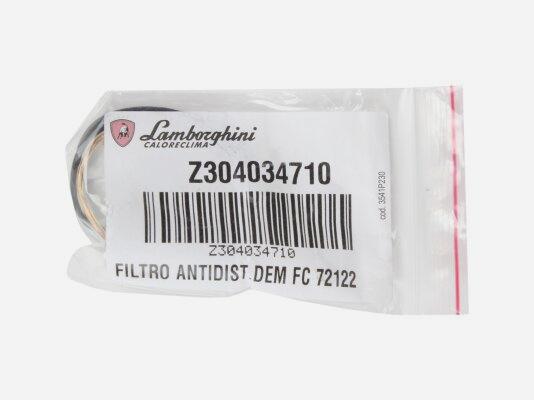 Lamborghini
CALORECLIMA
Z304034710
Z304034710
FILTRO ANTIDIST.DEM FC 72122
cod. 3541P230